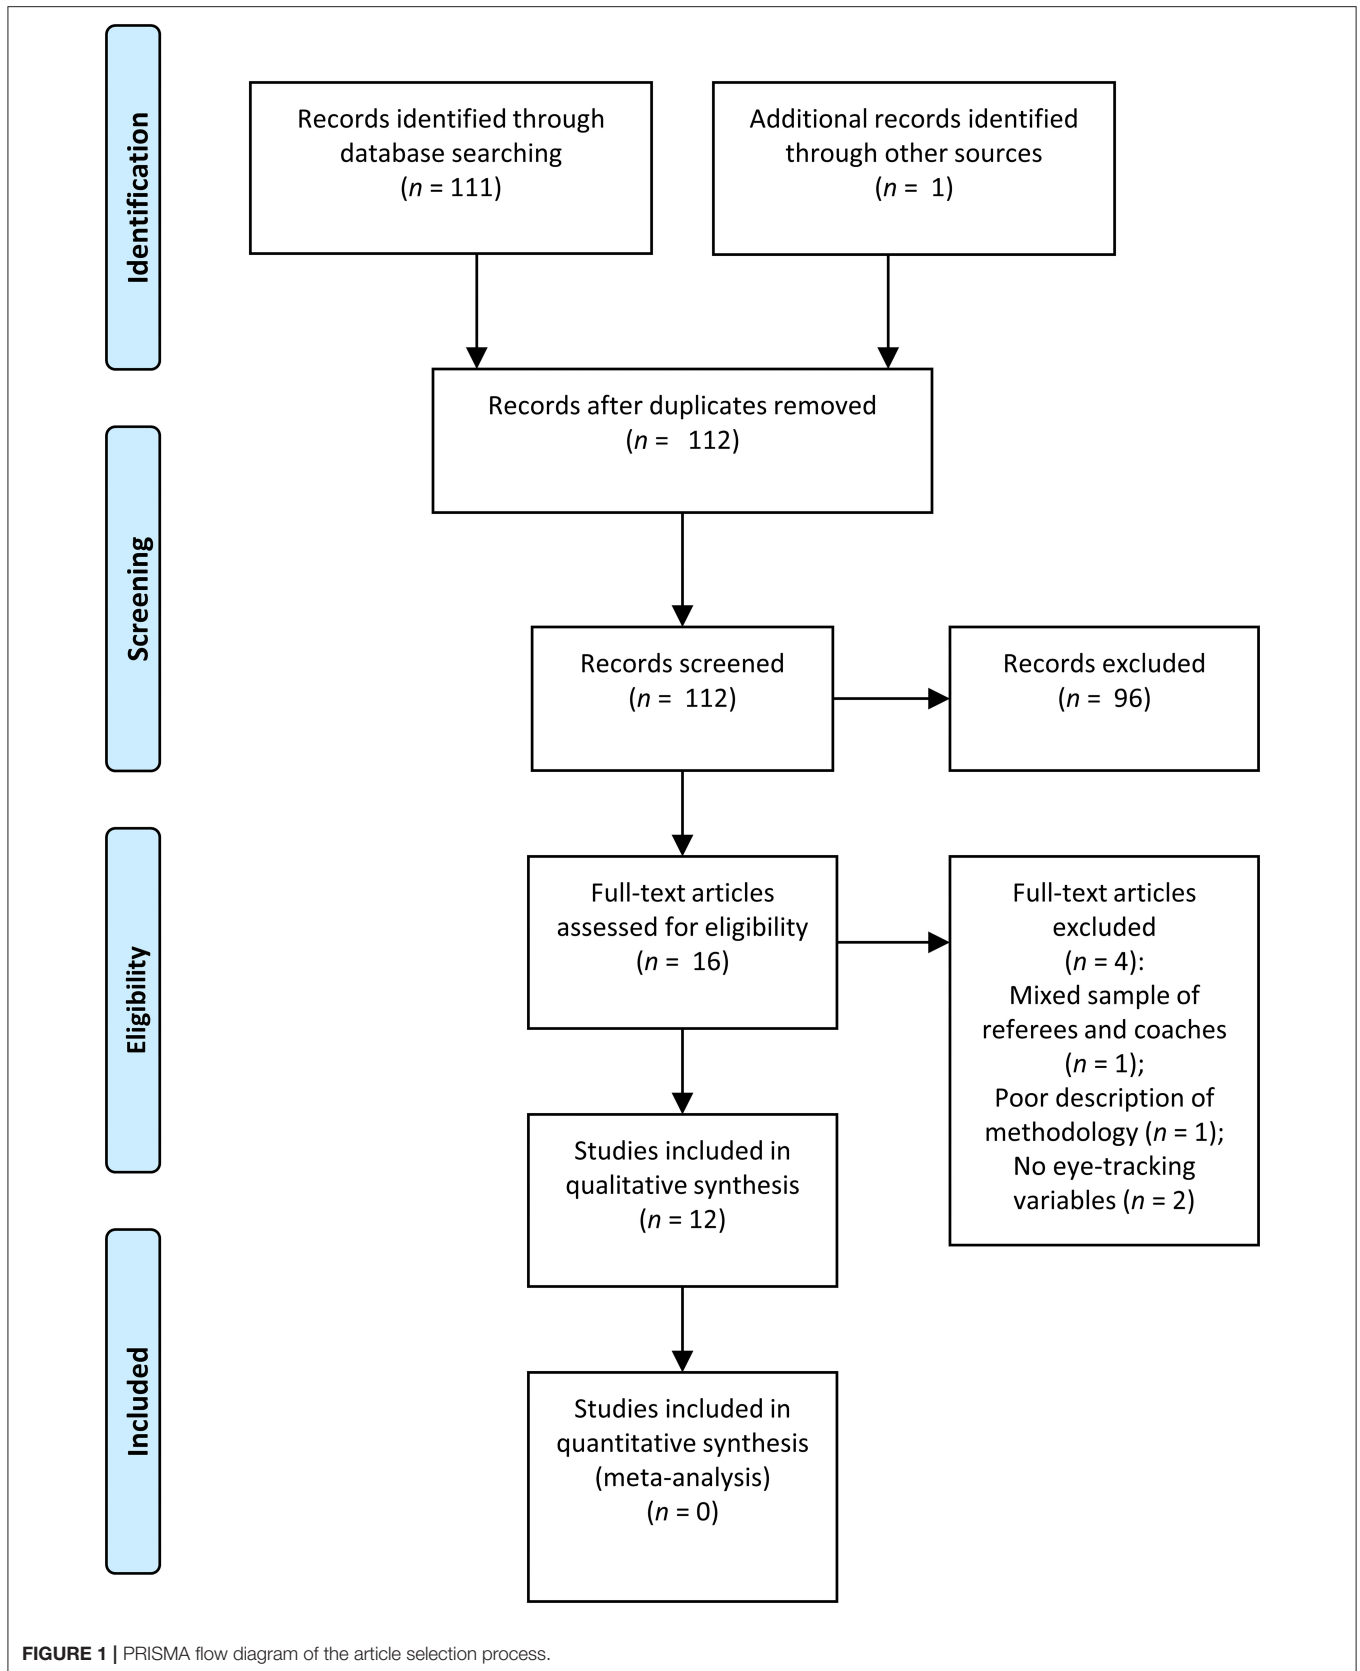 Identification
Records identified through
database searching
(n = 111)
Additional records identified
through other sources
(n = 1)
Records after duplicates removed
(n = 112)
Screening
Records screened
(n = 112)
Records excluded
(n = 96)
Eligibility
Full-text articles
assessed for eligibility
(n = 16)
Full-text articles
excluded
(n = 4):
Mixed sample of
referees and coaches
(n = 1);
Poor description of
methodology (n = 1);
No eye-tracking
variables (n = 2)
Studies included in
qualitative synthesis
(n = 12)
Included
Studies included in
quantitative synthesis
(meta-analysis)
(n = 0)
FIGURE 1 | PRISMA flow diagram of the article selection process.